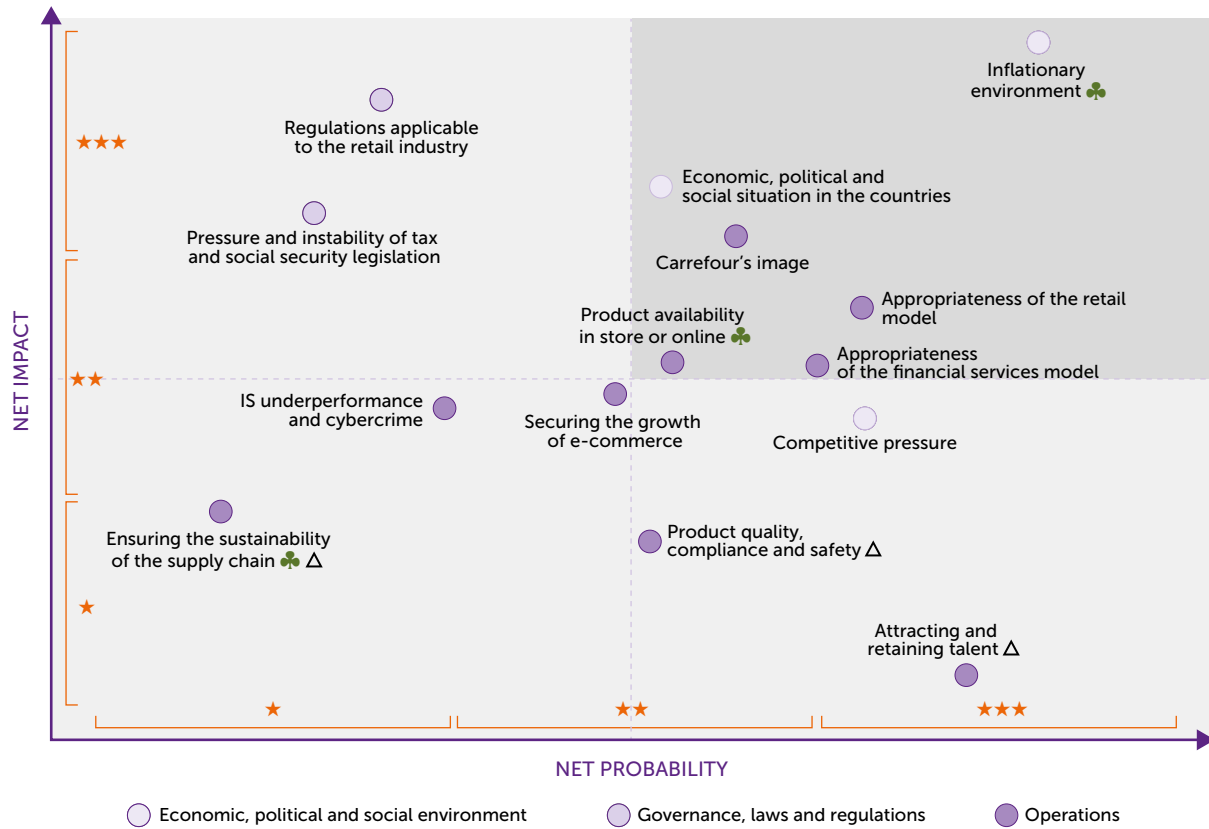 Inflationary
environment ♣
Regulations applicable
to the retail industry
★★★
Economic, political and
social situation in the countries
Pressure and instability of tax
and social security legislation
Carrefour’s image
Appropriateness of the retail
model
Product availability
in store or online ♣
Appropriateness
of the financial services model
NET IMPACT
★★
IS underperformance
and cybercrime
Securing the growth
of e-commerce
Competitive pressure
Ensuring the sustainability
of the supply chain ♣ △
Product quality,
compliance and safety △
★
Attracting and
retaining talent △
★
★★
★★★
NET PROBABILITY
Economic, political and social environment
Governance, laws and regulations
Operations